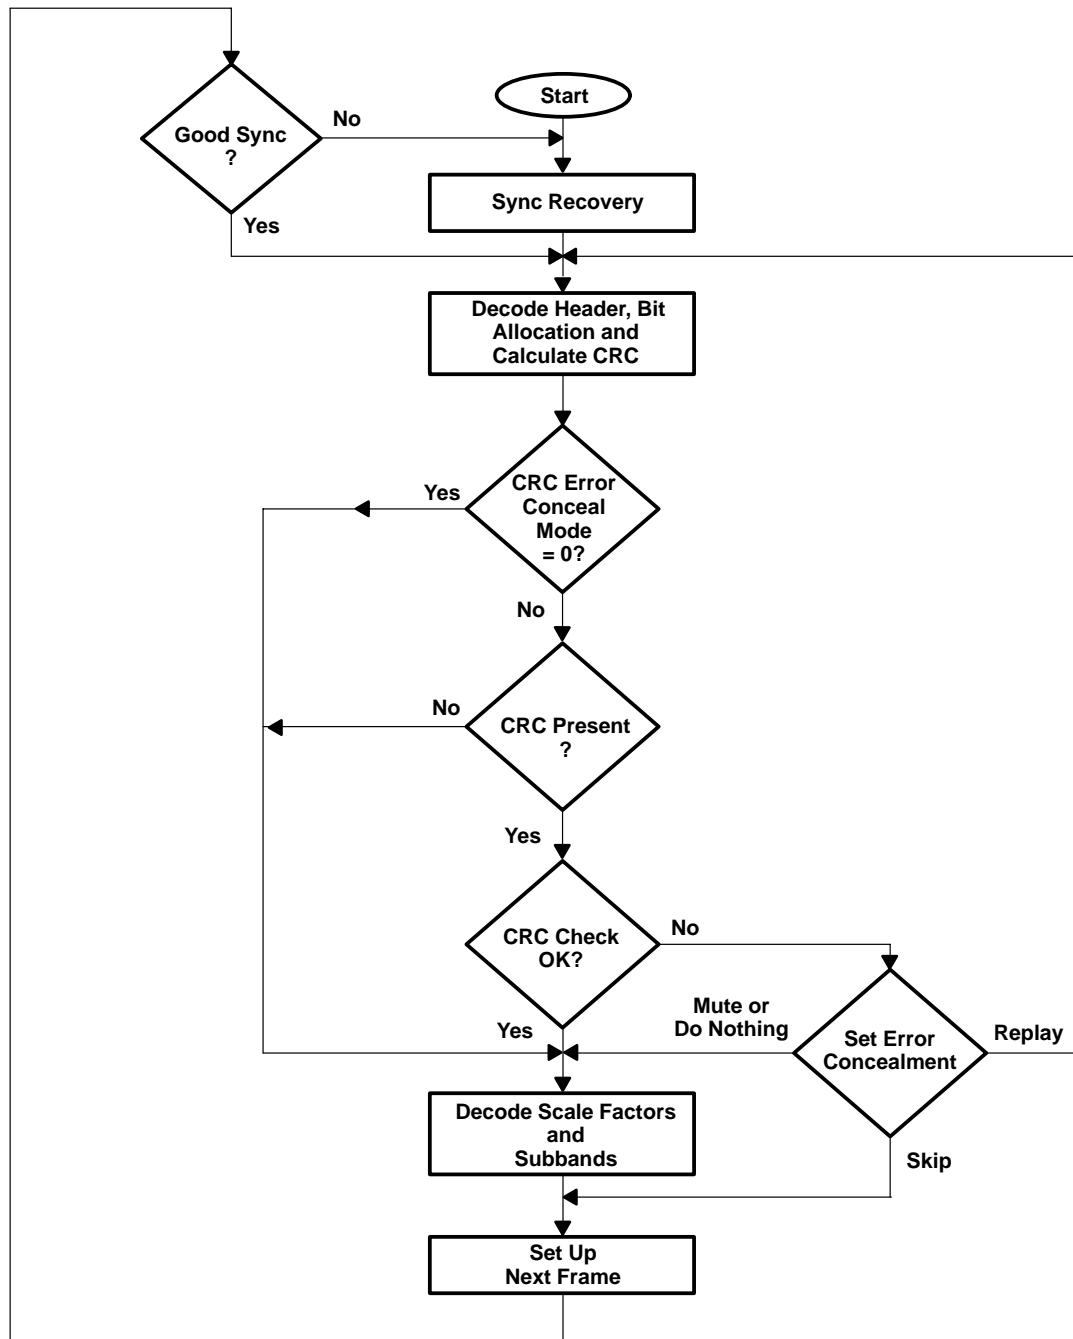 Start
Good Sync
?
No
Sync Recovery
Yes
Decode Header, Bit
Allocation and
Calculate CRC
CRC Error
Conceal
Mode
= 0?
Yes
No
CRC Present
?
No
Yes
CRC Check
OK?
No
Yes
Mute or
Do Nothing
Set Error
Concealment
Replay
Skip
Decode Scale Factors
and
Subbands
Set Up
Next Frame